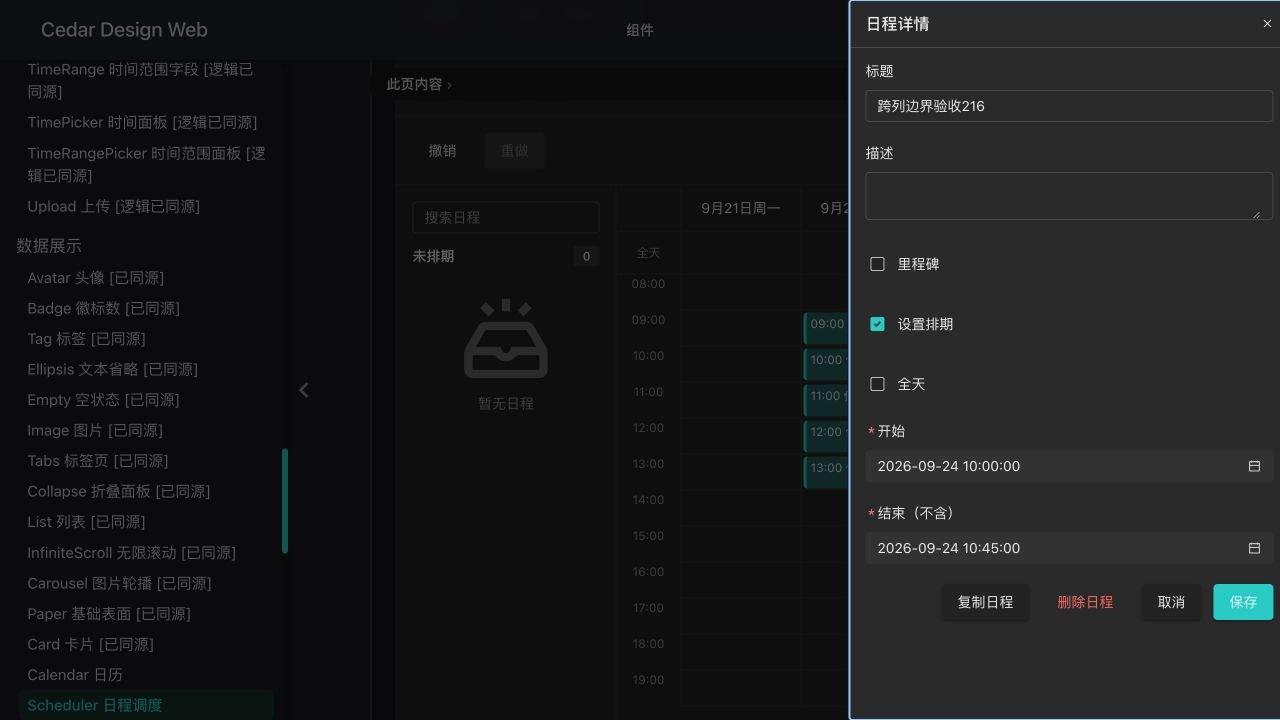 Cedar Design Web
组件
TimeRange 时间范围字段 [逻辑已
同源]
TimePicker 时间面板 [逻辑已同源]
TimeRangePicker 时间范围面板 [逻
辑已同源]
Upload 上传 [逻辑已同源]
数据展示
Avatar 头像 [已同源]
Badge 徽标数 [已同源]
Tag 标签 [已同源]
Ellipsis 文本省略 [已同源]
Empty 空状态 [已同源]
Image 图片 [已同源]
Tabs 标签页 [已同源]
Collapse 折叠面板 [已同源]
List 列表 [已同源]
InfiniteScroll 无限滚动 [已同源]
Carousel 图片轮播 [已同源]
Paper 基础表面 [已同源]
Card 卡片 [已同源]
Calendar 日历
Scheduler 日程调度
此页内容 ›
撤销
重做
搜索日程
未排期
0
暂无日程
9月21日周一
9月2
全天
08:00
09:00
10:00
11:00
12:00
13:00
14:00
15:00
16:00
17:00
18:00
19:00
09:00
10:00
11:00
12:00
13:00
日程详情
标题
跨列边界验收216
描述
里程碑
设置排期
全天
*开始
2026-09-24 10:00:00
*结束（不含）
2026-09-24 10:45:00
复制日程
删除日程
取消
保存